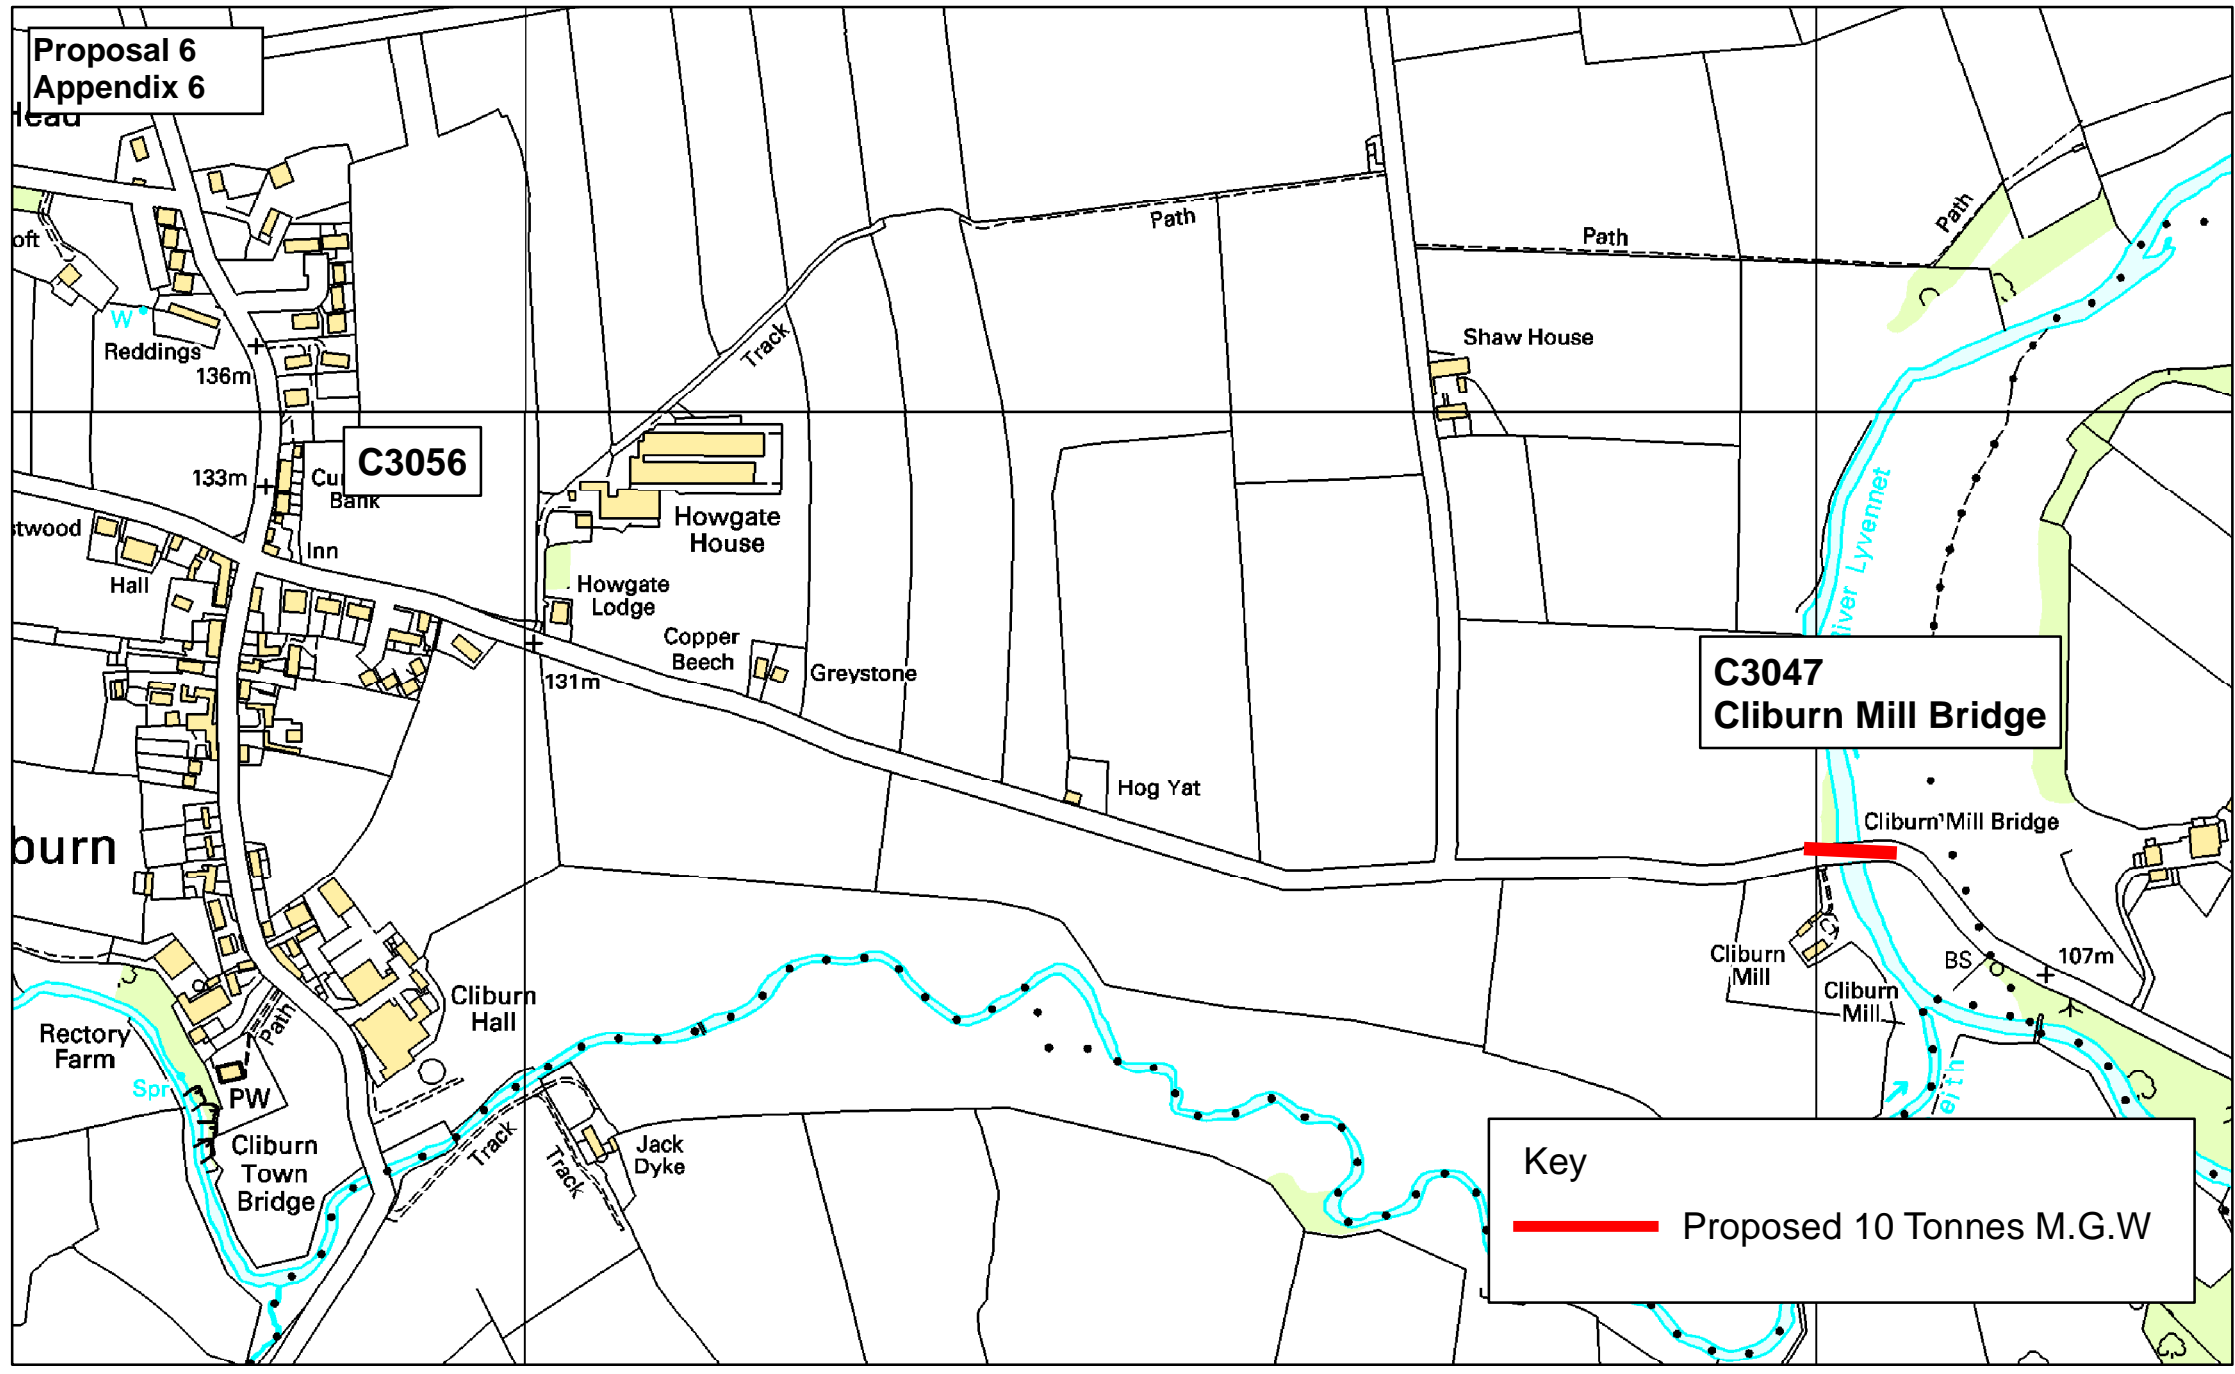 Proposal 6
Appendix 6
Path
Path
Path
W
Reddings
136m
Track
Shaw House
C3056
133m
Bank
Howgate
House
Inn
Hall
Howgate
Lodge
River Lyvennet
Copper
Beech
Greystone
131m
C3047
Cliburn Mill Bridge
Hog Yat
Cliburn Mill Bridge
burn
Cliburn
Mill
BS
107m
Cliburn
Mill
Cliburn
Hall
Path
Rectory
Farm
Spr
PW
Cliburn
Town
Bridge
Track
Track
Jack
Dyke
Key
Proposed 10 Tonnes M.G.W